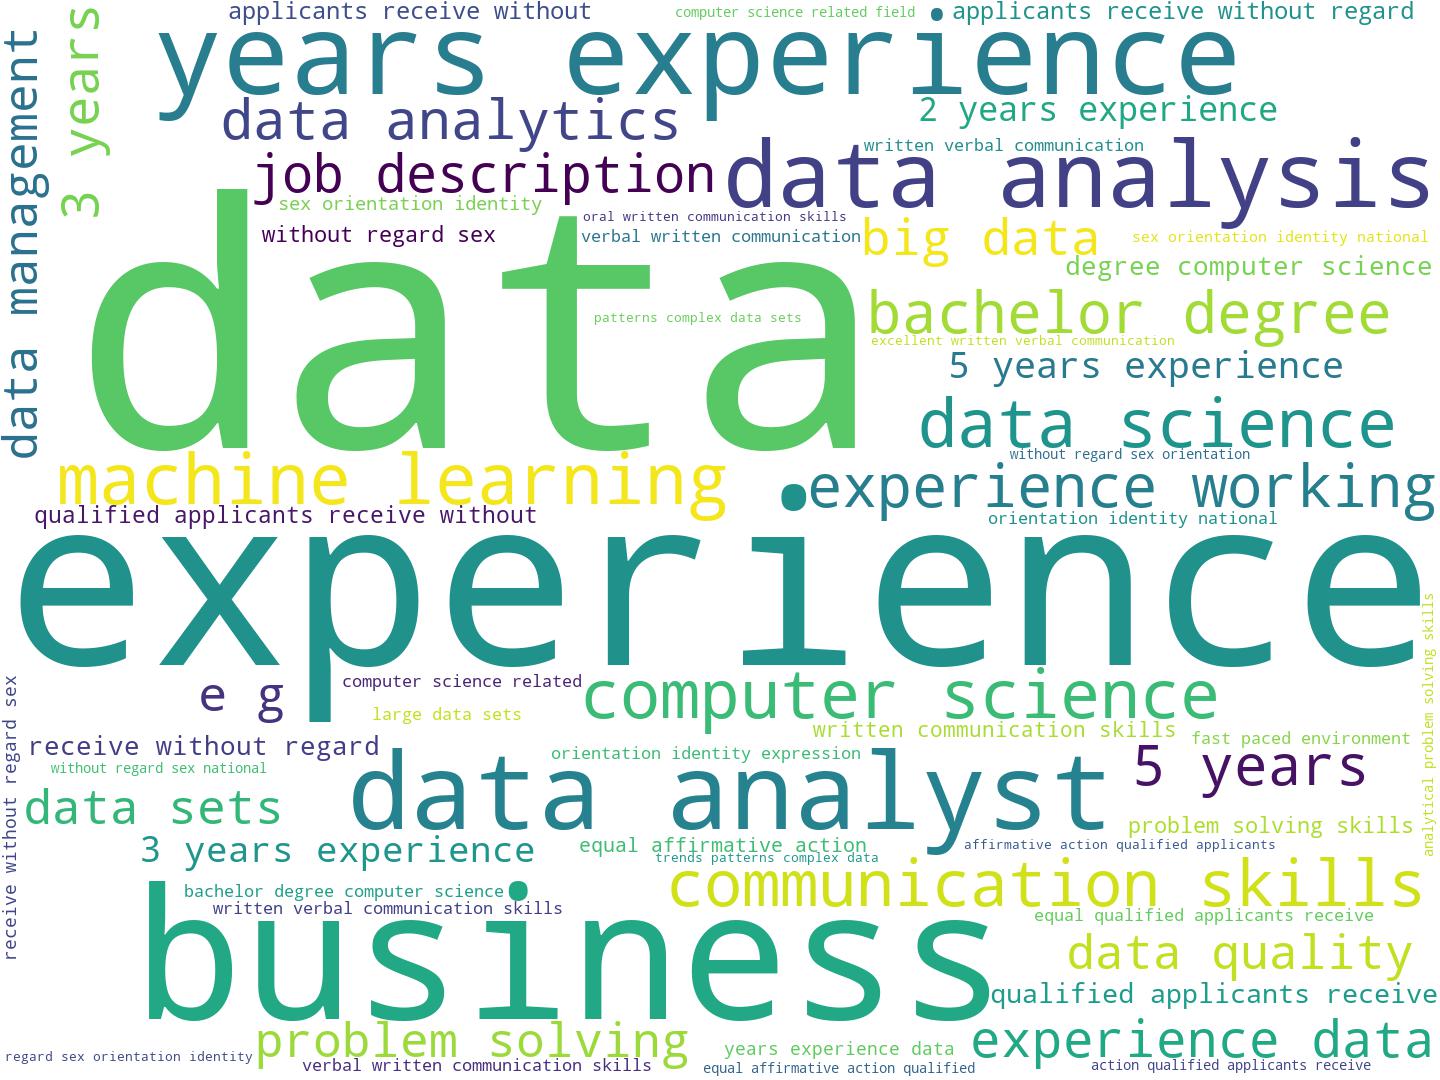 applicants receive without
computer science related field
applicants receive without regard
years experience
3 years
data management
data analytics
2 years experience
written verbal communication
job description
data analysis
sex orientation identity
oral written communication skills
without regard sex
verbal written communication
big data
sex orientation identity national
degree computer science
data
patterns complex data sets
bachelor degree
excellent written verbal communication
5 years experience
data science
without regard sex orientation
machine learning
experience working
qualified applicants receive without
orientation identity national
experience
analytical problem solving skills
computer science related
e g
computer science
large data sets
written communication skills
receive without regard sex
receive without regard
orientation identity expression
fast paced environment
without regard sex national
data analyst
5 years
data sets
problem solving skills
3 years experience
equal affirmative action
affirmative action qualified applicants
trends patterns complex data
communication skills
bachelor degree computer science
written verbal communication skills
business
equal qualified applicants receive
data quality
qualified applicants receive
problem solving
years experience data
experience data
regard sex orientation identity
verbal written communication skills
equal affirmative action qualified
action qualified applicants receive